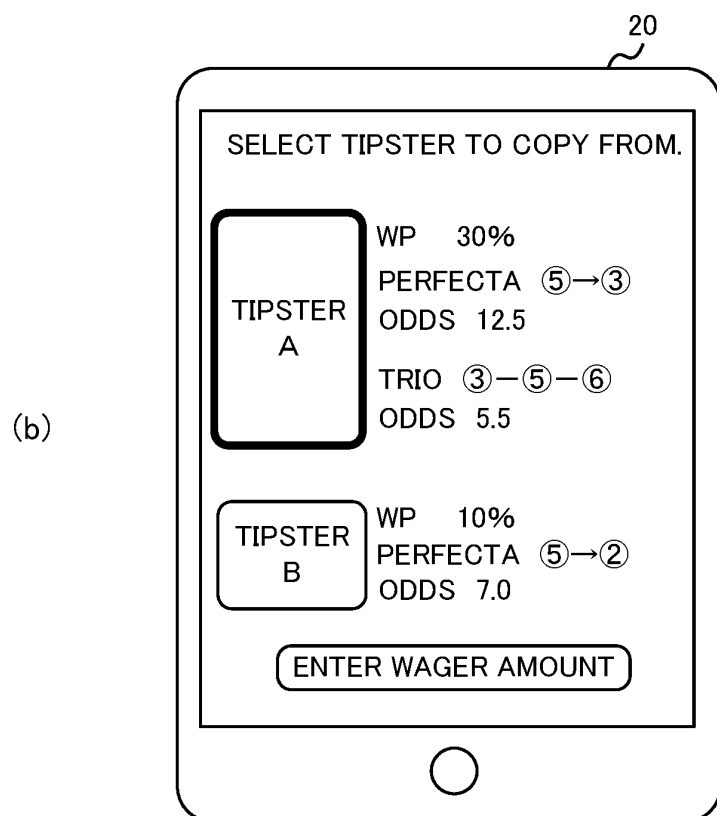 20
SELECT TIPSTER TO COPY FROM.
TIPSTER
A
WP 30%
PERFECTA ⑤→③
ODDS 12.5
TRIO ③−⑤−⑥
ODDS 5.5
(b)
TIPSTER
B
WP 10%
PERFECTA ⑤→②
ODDS 7.0
ENTER WAGER AMOUNT